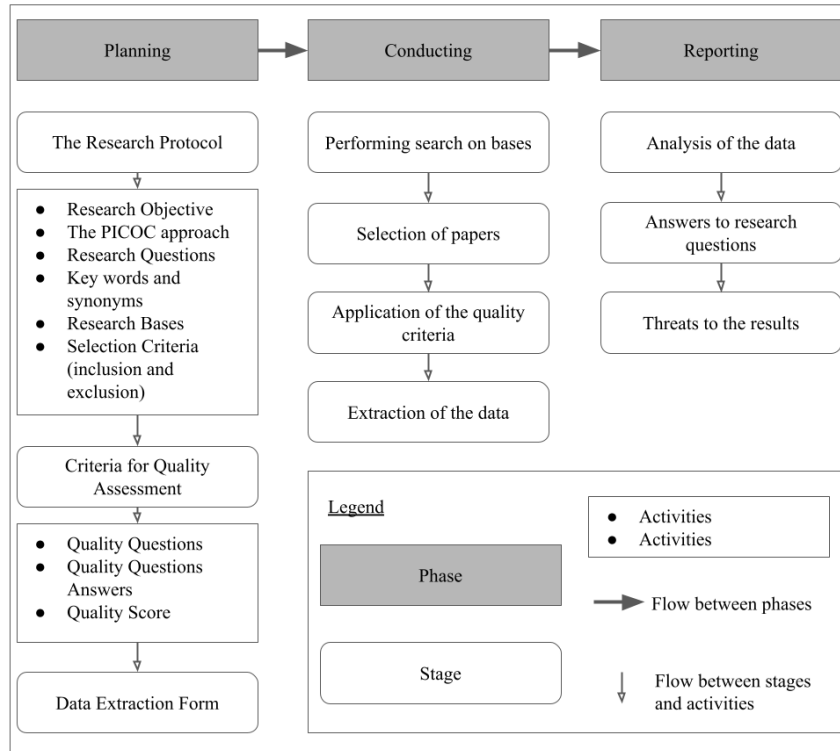 Planning
Conducting
Reporting
The Research Protocol
● Research Objective
● The PICOC approach
● Research Questions
● Key words and
synonyms
● Research Bases
● Selection Criteria
(inclusion and
exclusion)
Criteria for Quality
Assessment
● Quality Questions
● Quality Questions
Answers
● Quality Score
Data Extraction Form
Performing search on bases
Selection of papers
Application of the quality
criteria
Extraction of the data
Analysis of the data
Answers to research
questions
Threats to the results
Legend
Phase
Stage
● Activities
● Activities
Flow between phases
Flow between stages
and activities